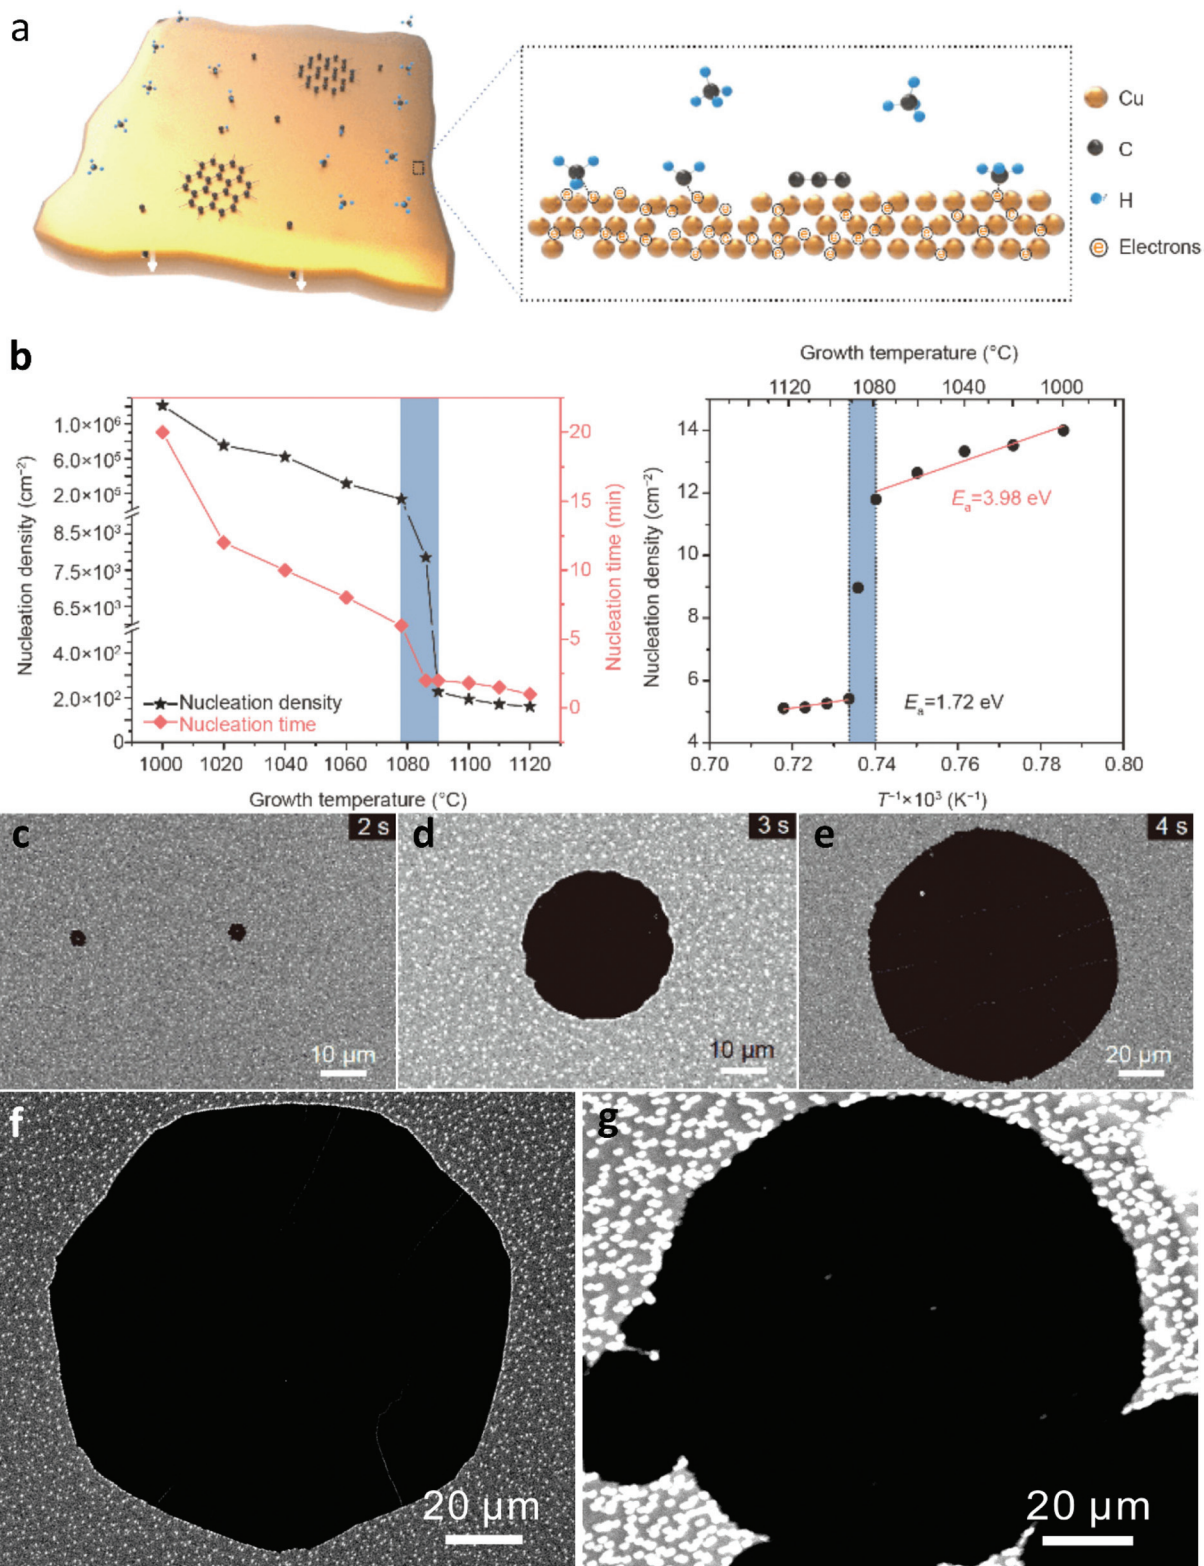 a
Cu
C
H
e Electrons
e e e e e e e e e e e e e e e e e e e e e e e e
b
Nucleation density (cm⁻²)
1.0×10⁶
6.0×10⁵
2.0×10⁵
8.5×10³
7.5×10³
6.5×10³
4.0×10²
2.0×10²
0
Nucleation density
Nucleation time
20
15
10
5
0
Nucleation time (min)
1000 1020 1040 1060 1080 1100 1120
Growth temperature (°C)
Growth temperature (°C)
1120 1080 1040 1000
Nucleation density (cm⁻²)
14
12
10
8
6
4
Eₐ=3.98 eV
Eₐ=1.72 eV
0.70 0.72 0.74 0.76 0.78 0.80
T⁻¹×10³ (K⁻¹)
c 2 s
10 μm
d 3 s
10 μm
e 4 s
20 μm
f
20 μm
g
20 μm